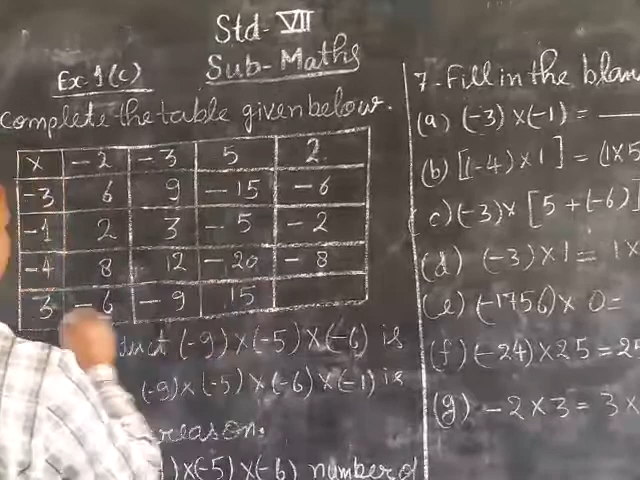 Std- VII
Sub- Maths
Ex 1(c)
Complete the table given below.
× -2 -3 5 2
-3 6 9 -15 -6
-1 2 3 -5 -2
-4 8 12 -20 -8
3 -6 -9 15
(-9)×(-5)×(-6) is
(-9)×(-5)×(-6)×(-1) is
reason.
)×(-5)×(-6) number of
7. Fill in the
(a) (-3)×(-1) =
(b) [(-4)×1] = (1×5
c) (-3)× [5+(-6)]
(d) (-3)×1 = 1×
(e) (-1756)× 0 =
(f) (-24)×25 = 25
(g) -2×3 = 3×